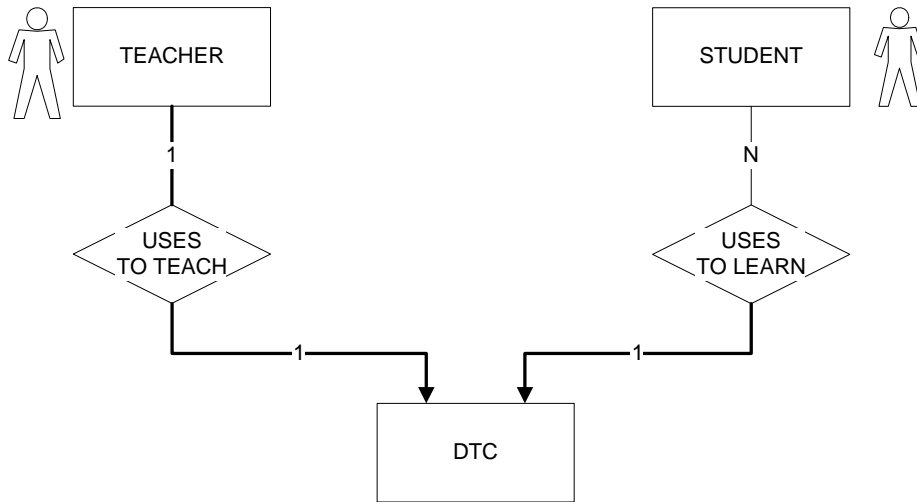 TEACHER
STUDENT
1
N
USES
TO TEACH
USES
TO LEARN
1
1
DTC